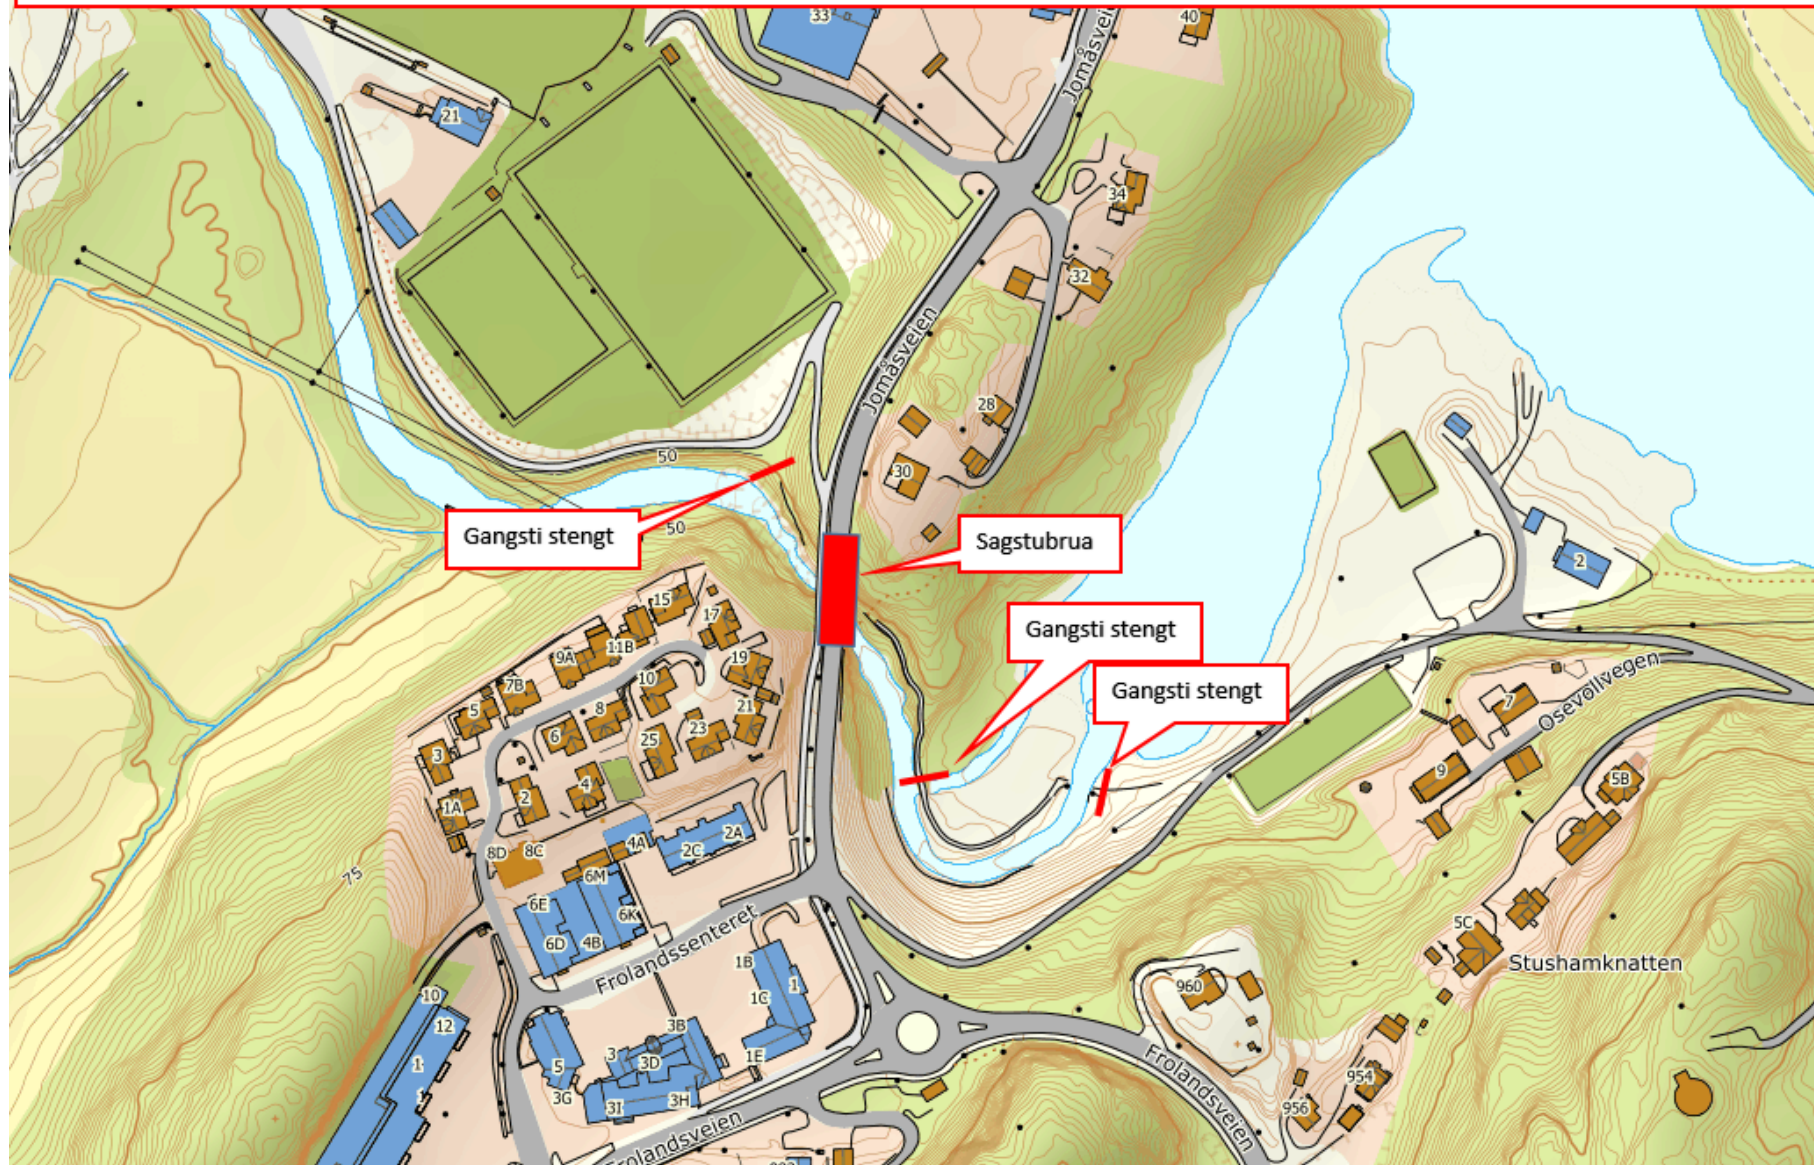 33
40
Jomåsveien
21
34
32
Jomåsveien
28
30
50
50
Gangsti stengt
Sagstubrua
Gangsti stengt
Gangsti stengt
2
15
17
11B
9A
19
7B
10
5
8
21
6
23
25
3
4
2
1A
7
Osevollvegen
9
5B
2A
4A
2C
8D
8C
6M
75
6E
6K
6D
4B
Frolandssenteret
5C
Stushamknatten
1B
1
1C
960
10
12
3B
1
3
3D
1E
5
3G
3I
3H
Frolandsveien
954
956
Frolandsveien